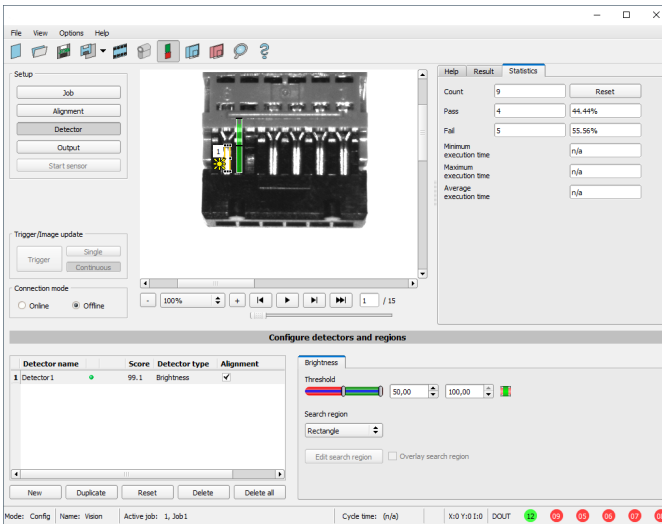 File View Options Help
Setup
Job
Alignment
Detector
Output
Start sensor
Trigger/Image update
Trigger
Single
Continuous
Connection mode
Online Offline
1
- 100% + 1 / 15
Help Result Statistics
Count 9 Reset
Pass 4 44.44%
Fail 5 55.56%
Minimum
execution time n/a
Maximum
execution time n/a
Average
execution time n/a
Configure detectors and regions
Detector name Score Detector type Alignment
1 Detector1 99.1 Brightness
New Duplicate Reset Delete Delete all
Brightness
Threshold
50,00 100,00
Search region
Rectangle
Edit search region Overlay search region
Mode: Config Name: Vision Active job: 1, Job1 Cycle time: (n/a) X:0 Y:0 I:0 DOUT 12 09 05 06 07